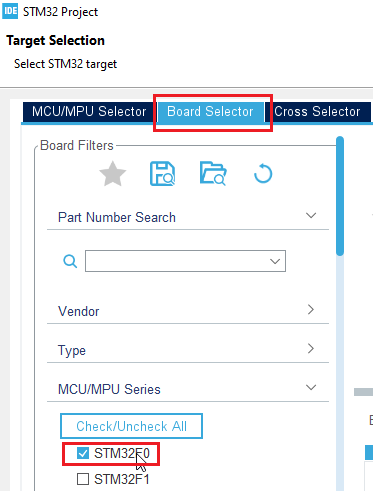 IDE STM32 Project
Target Selection
Select STM32 target
MCU/MPU Selector Board Selector Cross Selector
Board Filters
Part Number Search
Vendor
Type
MCU/MPU Series
Check/Uncheck All
STM32F0
STM32F1